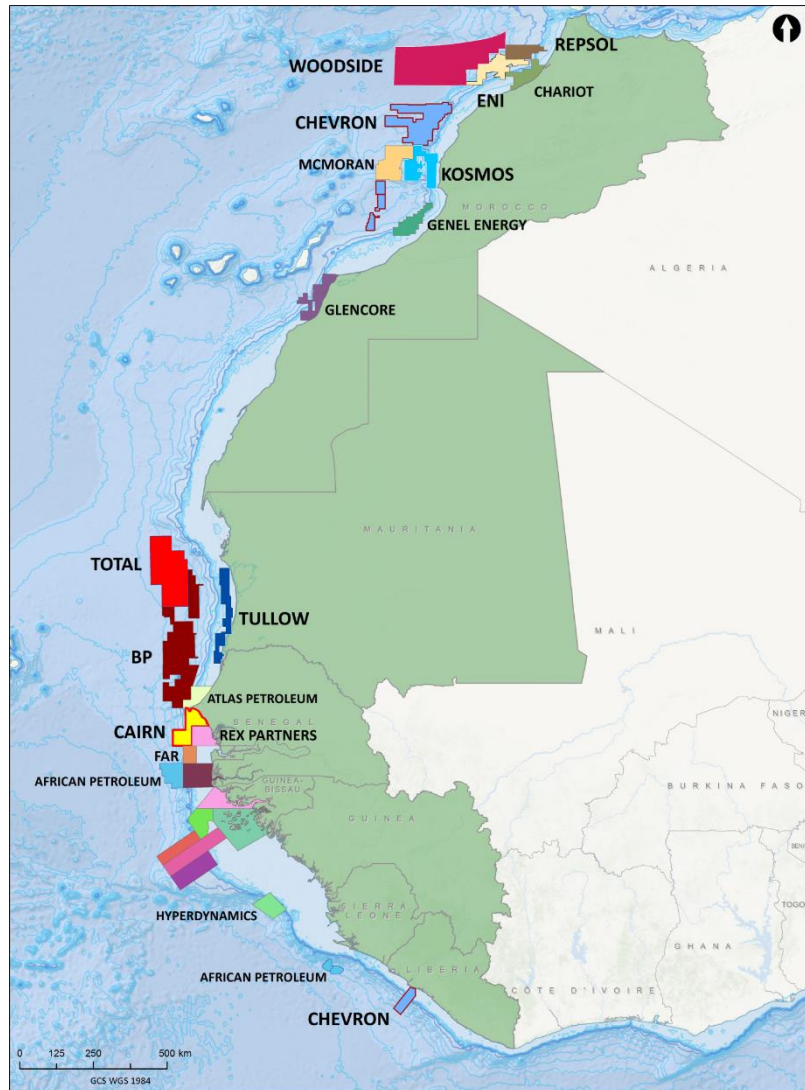 WOODSIDE
REPSOL
ENI
CHARIOT
CHEVRON
MCMORAN
KOSMOS
MOROCCO
GENEL ENERGY
ALGERIA
GLENCORE
MAURITANIA
TOTAL
TULLOW
MALI
BP
ATLAS PETROLEUM
NIGER
SENEGAL
CAIRN
REX PARTNERS
FAR
AFRICAN PETROLEUM
GUINEA-
BISSAU
BURKINA FASO
GUINEA
BEN
TOGO
HYPERDYNAMICS
SIERRA
LEONE
GHANA
AFRICAN PETROLEUM
LIBERIA
CÔTE D'IVOIRE
CHEVRON
0 125 250 500 km
GCS WGS 1984